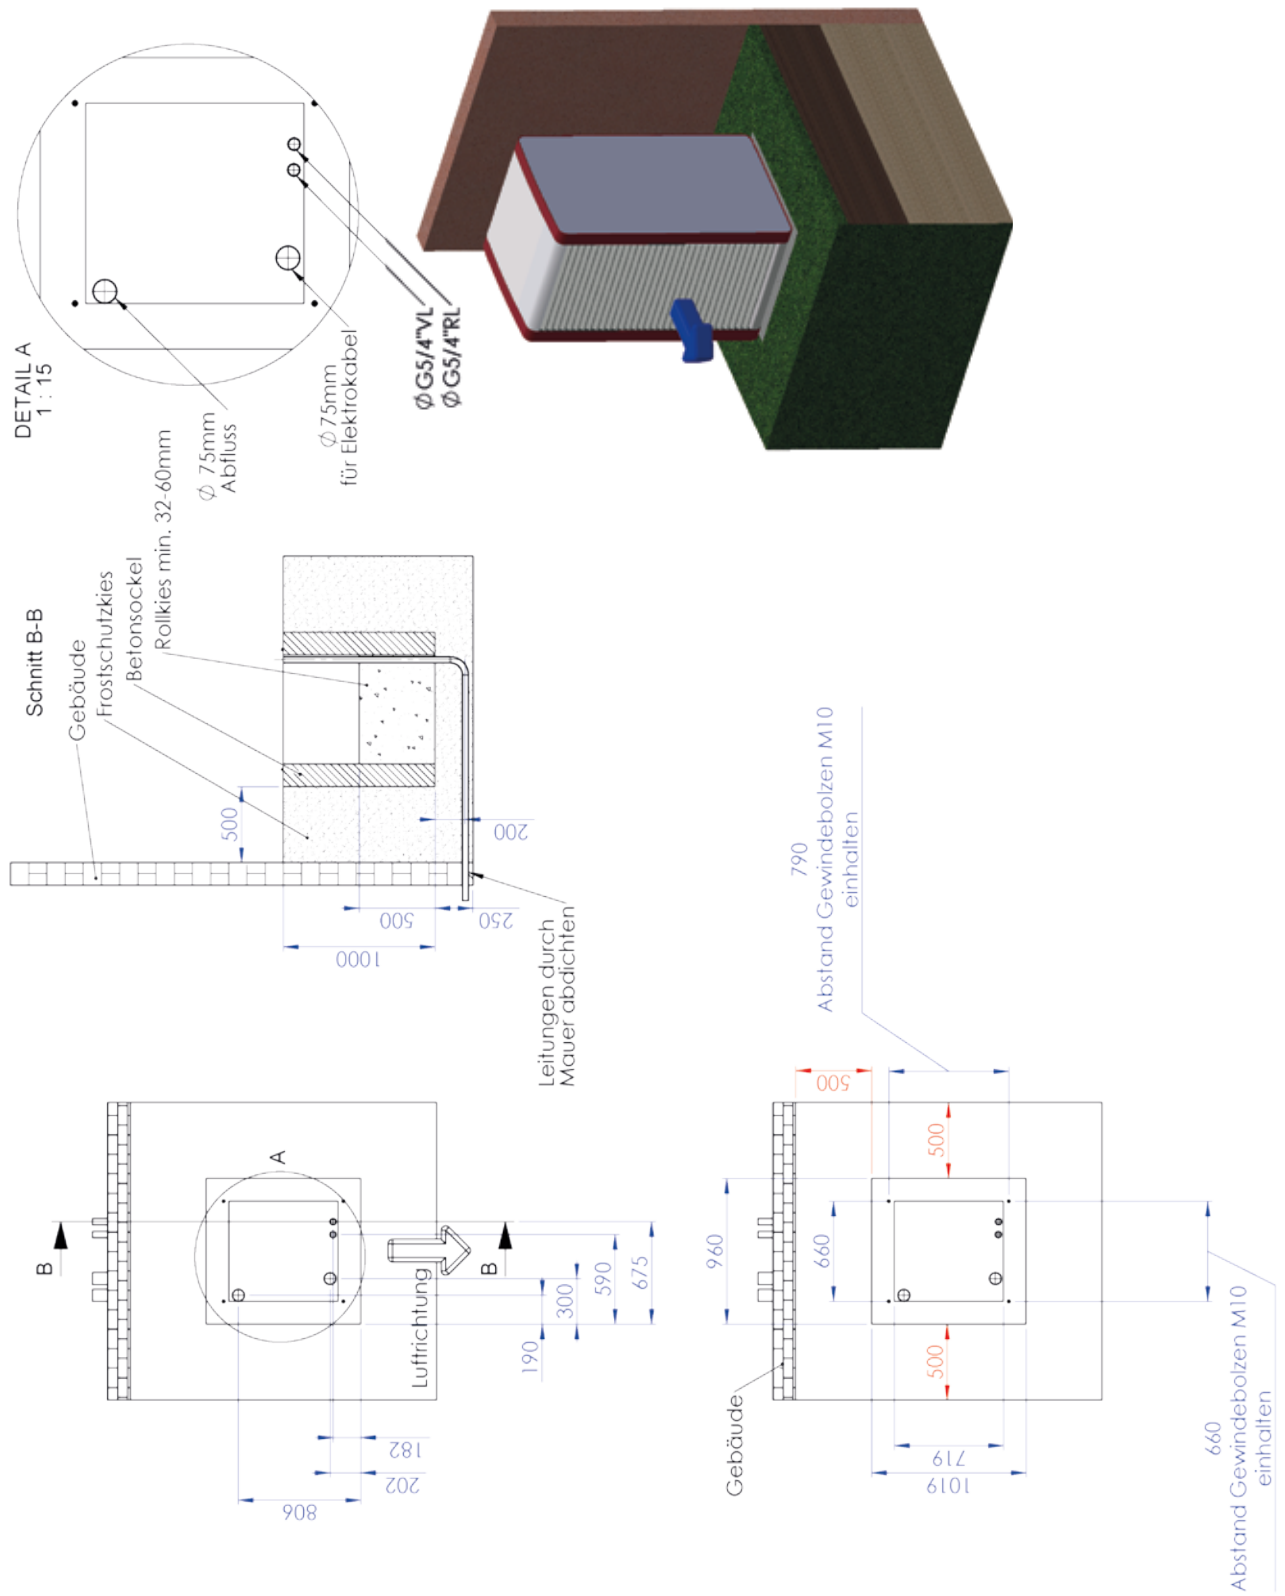 DETAIL A
1 : 15
Ø 75mm
Abfluss
Ø 75mm
für Elektrokabel
ØG5/4"VL
ØG5/4"RL
Schnitt B-B
Gebäude
Frostschutzkies
Betonsockel
Rollkies min. 32-60mm
500
200
1000
500
250
Leitungen durch
Mauer abdichten
B
A
B
Luftrichtung
190
300
590
675
182
202
806
Gebäude
500
500
500
960
660
719
1019
790
Abstand Gewindebolzen M10
einhalten
660
Abstand Gewindebolzen M10
einhalten